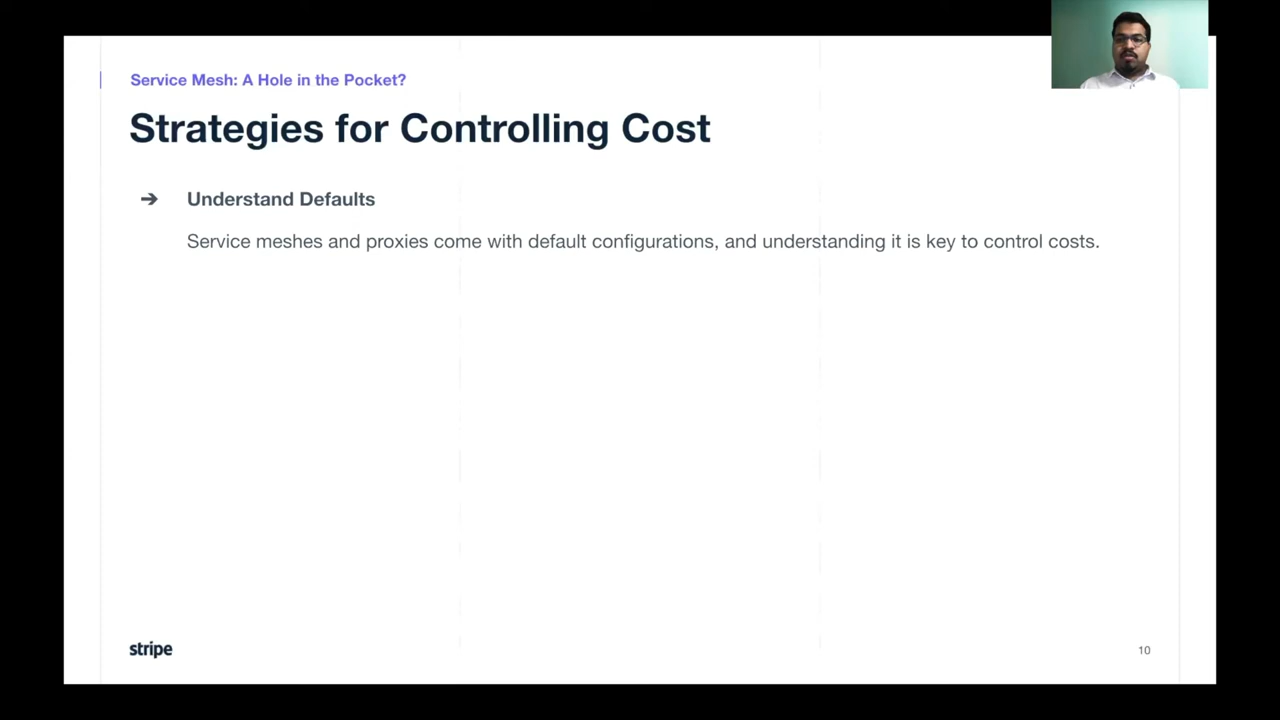 Service Mesh: A Hole in the Pocket?
Strategies for Controlling Cost
➔ Understand Defaults
Service meshes and proxies come with default configurations, and understanding it is key to control costs.
stripe
10